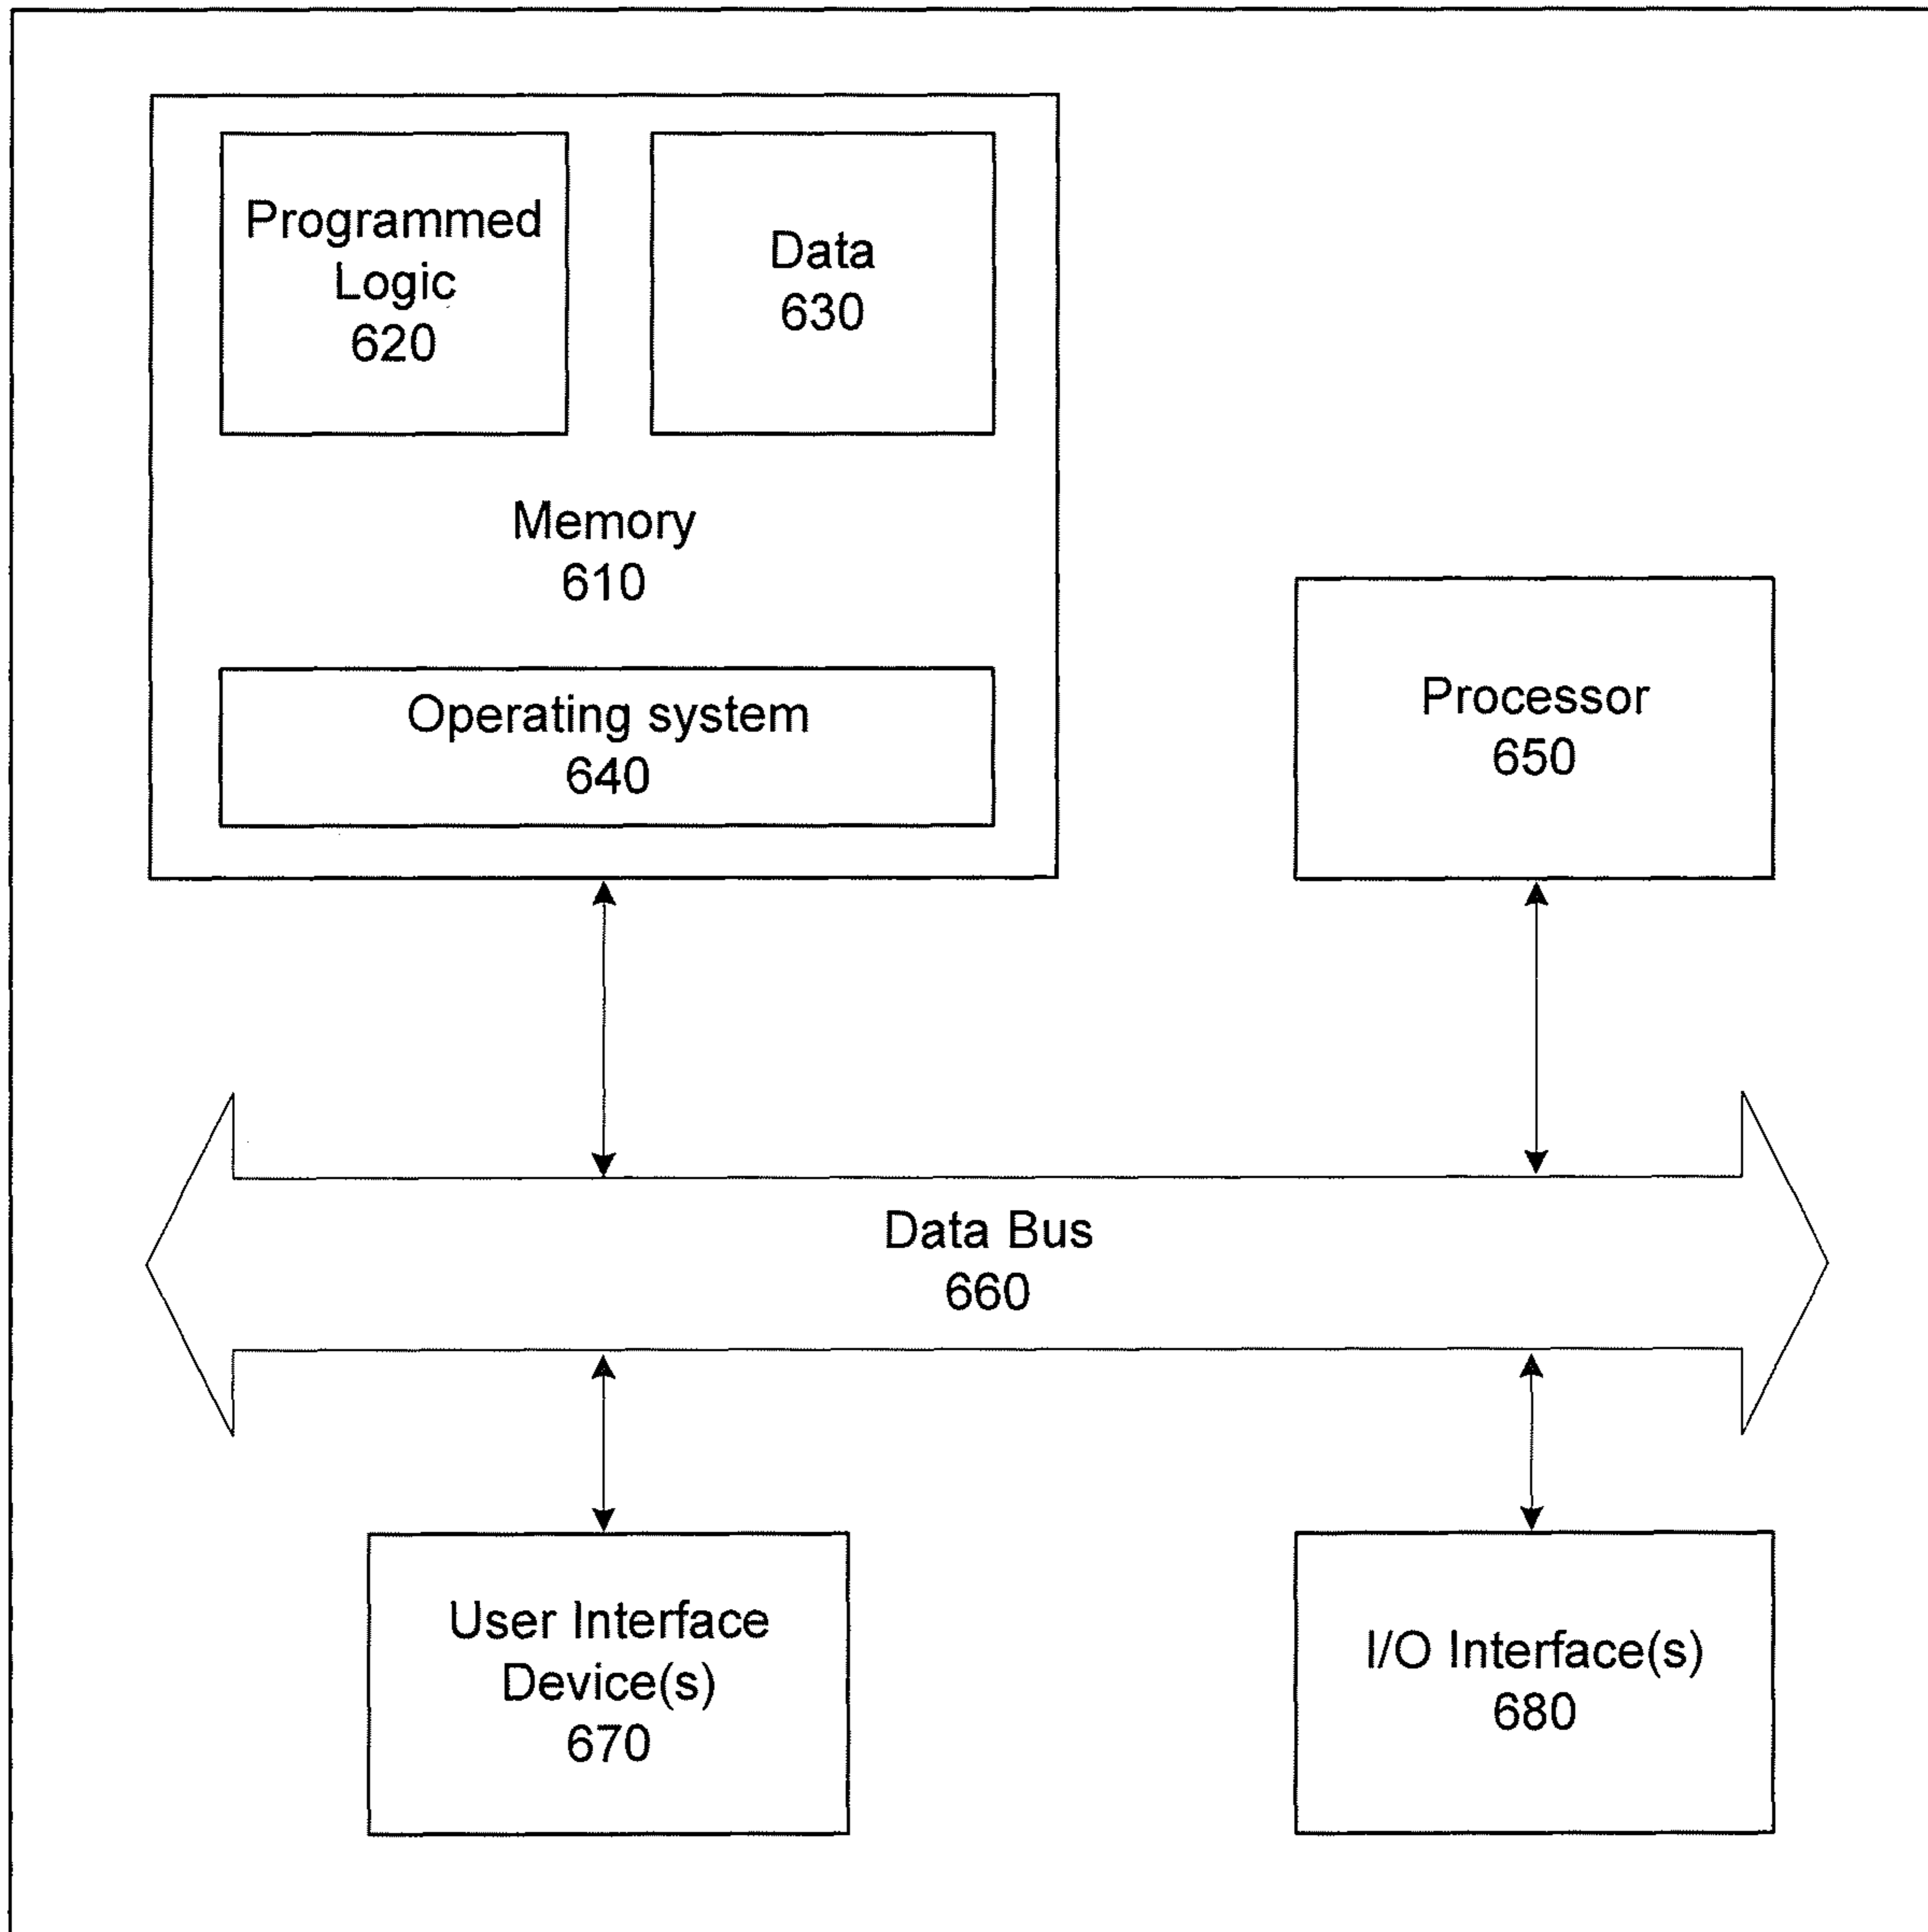 Programmed
Logic
620
Data
630
Memory
610
Operating system
640
Processor
650
Data Bus
660
User Interface
Device(s)
670
I/O Interface(s)
680